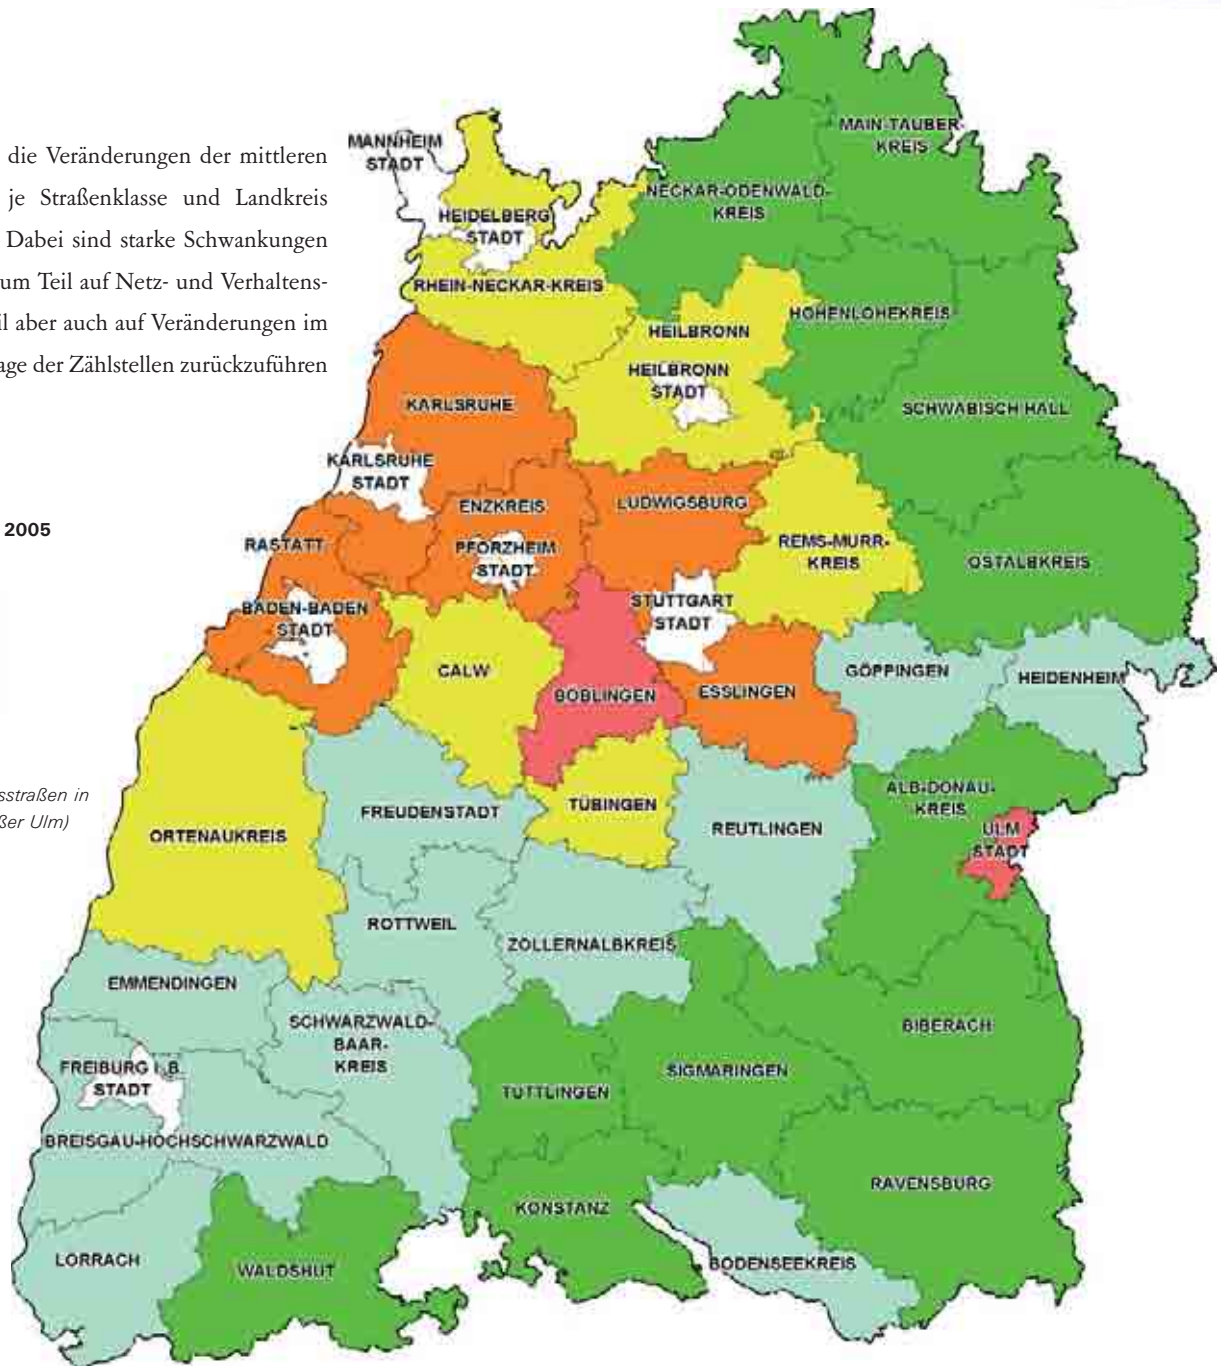 die Veränderungen der mittleren
je Straßenklasse und Landkreis
Dabei sind starke Schwankungen
um Teil auf Netz- und Verhaltens-
il aber auch auf Veränderungen im
age der Zählstellen zurückzuführen
2005
sstraßen in
ßer Ulm)
MAIN-TAUBER-
KREIS
MANNHEIM
STADT
NECKAR-ODENWALD-
KREIS
HEIDELBERG
STADT
RHEIN-NECKAR-KREIS
HOHENLOHEKREIS
HEILBRONN
HEILBRONN
STADT
KARLSRUHE
SCHWÄBISCH HALL
KARLSRUHE
STADT
ENZKREIS
LUDWIGSBURG
RASTATT
PFORZHEIM
STADT
REMS-MURR-
KREIS
OSTALBKREIS
BADEN-BADEN
STADT
STUTTGART
STADT
CALW
BÖBLINGEN
ESSLINGEN
GÖPPINGEN
HEIDENHEIM
ALB-DONAU-
KREIS
ORTENAUKREIS
FREUDENSTADT
TÜBINGEN
REUTLINGEN
ULM
STADT
ROTTWEIL
ZOLLERNALBKREIS
EMMENDINGEN
SCHWARZWALD-
BAAR-
KREIS
BIBERACH
FREIBURG I. B.
STADT
TUTTLINGEN
SIGMARINGEN
BREISGAU-HOCHSCHWARZWALD
RAVENSBURG
KONSTANZ
LÖRRACH
WALDSHUT
BODENSEEKREIS